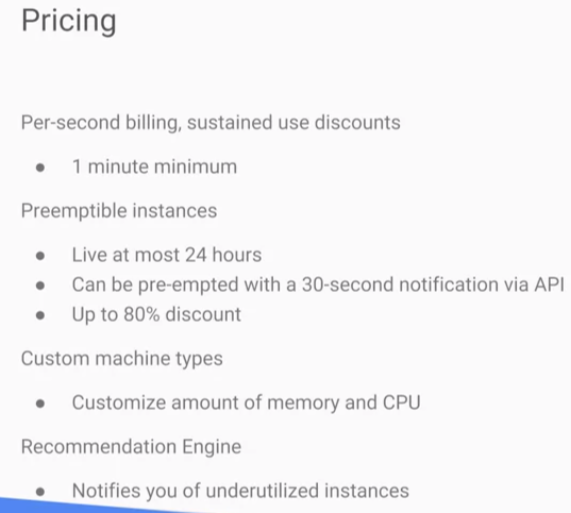 Pricing
Per-second billing, sustained use discounts
● 1 minute minimum
Preemptible instances
● Live at most 24 hours
● Can be pre-empted with a 30-second notification via API
● Up to 80% discount
Custom machine types
● Customize amount of memory and CPU
Recommendation Engine
● Notifies you of underutilized instances